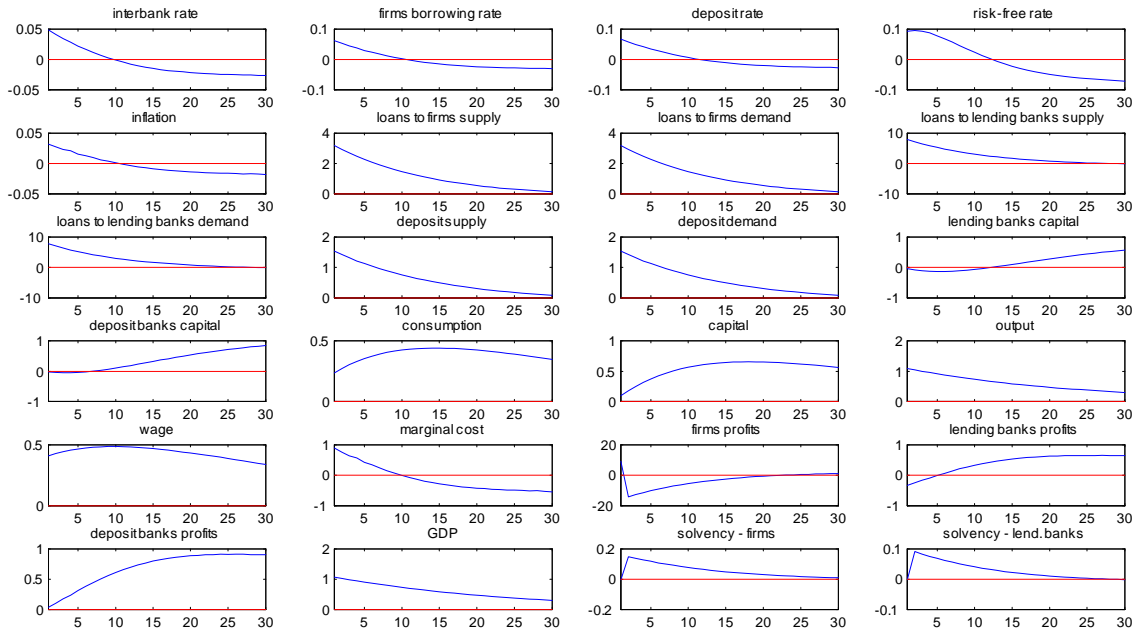 interbank rate firms borrowing rate deposit rate risk-free rate
0.05 0.1 0.1 0.1
0 0 0 0
-0.05 -0.1 -0.1 -0.1
5 10 15 20 25 30 5 10 15 20 25 30 5 10 15 20 25 30 5 10 15 20 25 30
inflation loans to firms supply loans to firms demand loans to lending banks supply
0.05 4 4 10
0 2 2 0
-0.05 0 0 -10
5 10 15 20 25 30 5 10 15 20 25 30 5 10 15 20 25 30 5 10 15 20 25 30
loans to lending banks demand deposit supply deposit demand lending banks capital
10 2 2 1
0 1 1 0
-10 0 0 -1
5 10 15 20 25 30 5 10 15 20 25 30 5 10 15 20 25 30 5 10 15 20 25 30
deposit banks capital consumption capital output
1 0.5 1 2
0 0.5 1
-1 0 0 0
5 10 15 20 25 30 5 10 15 20 25 30 5 10 15 20 25 30 5 10 15 20 25 30
wage marginal cost firms profits lending banks profits
0.5 1 20 1
0 0 0
0 -1 -20 -1
5 10 15 20 25 30 5 10 15 20 25 30 5 10 15 20 25 30 5 10 15 20 25 30
deposit banks profits GDP solvency - firms solvency - lend. banks
1 2 0.2 0.1
0.5 1 0 0
0 0 -0.2 -0.1
5 10 15 20 25 30 5 10 15 20 25 30 5 10 15 20 25 30 5 10 15 20 25 30